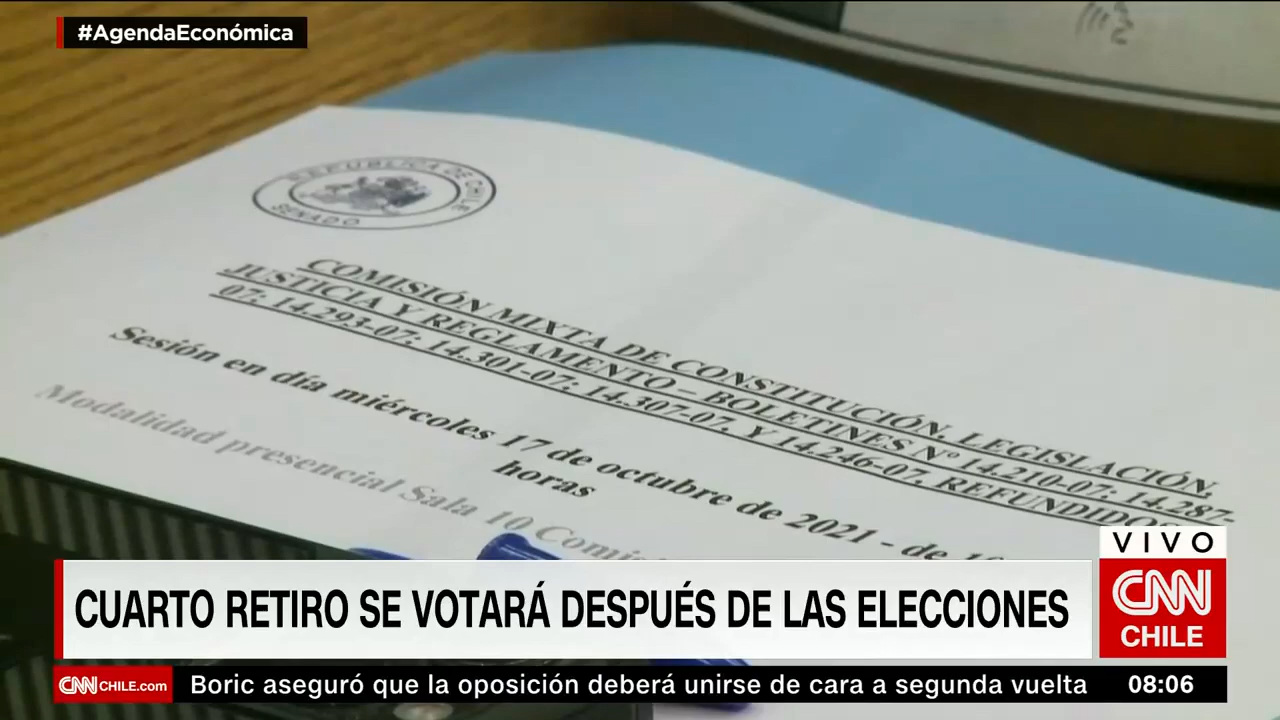 #AgendaEconómica
REPUBLICA DE CHILE
SENADO
COMISIÓN MIXTA DE CONSTITUCIÓN, LEGISLACIÓN,
JUSTICIA Y REGLAMENTO – BOLETINES Nº 14.210-07; 14.287-
07; 14.293-07; 14.301-07; 14.307-07, Y 14.246-07, REFUNDIDOS
Sesión en día miércoles 17 de octubre de 2021 - de
horas
Modalidad presencial Sala 10
VIVO
CNN
CHILE
CUARTO RETIRO SE VOTARÁ DESPUÉS DE LAS ELECCIONES
CNNCHILE.com Boric aseguró que la oposición deberá unirse de cara a segunda vuelta 08:06